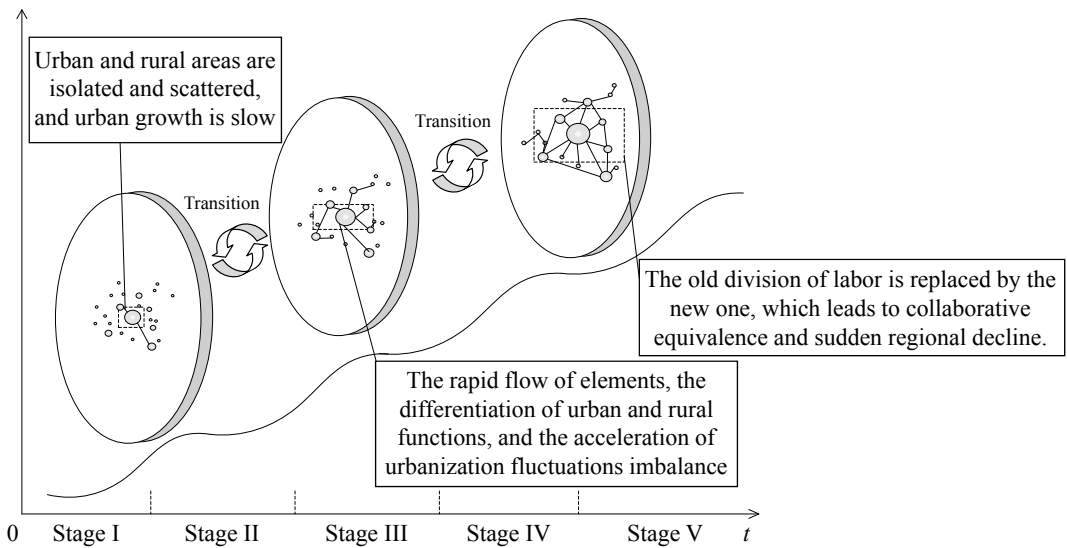 Urban and rural areas are
isolated and scattered,
and urban growth is slow
Transition
Transition
The old division of labor is replaced by the
new one, which leads to collaborative
equivalence and sudden regional decline.
The rapid flow of elements, the
differentiation of urban and rural
functions, and the acceleration of
urbanization fluctuations imbalance
0 Stage I Stage II Stage III Stage IV Stage V t